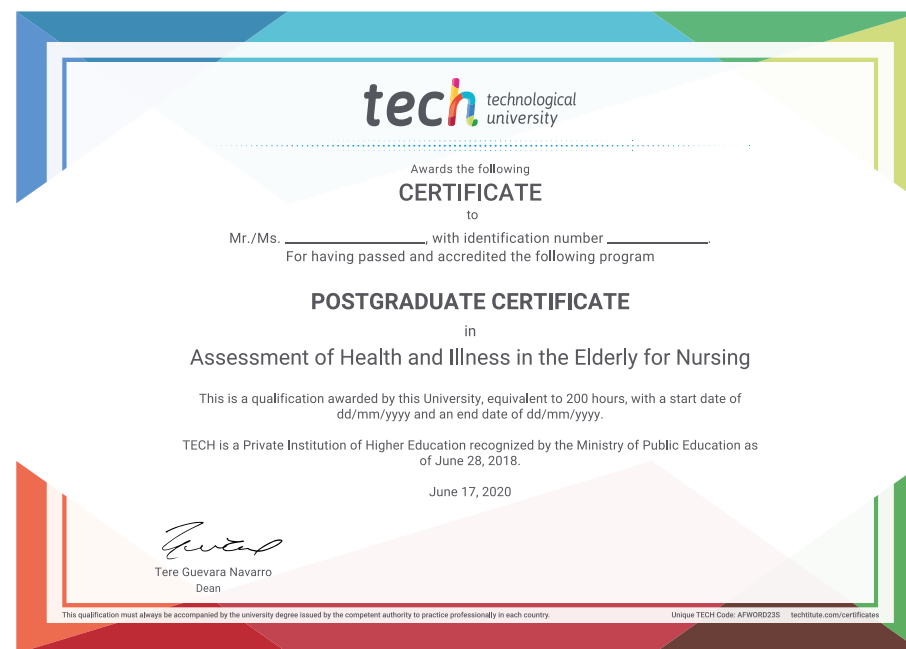 tech technological
university
Awards the following
CERTIFICATE
to
Mr./Ms. ____________________, with identification number ______________.
For having passed and accredited the following program
POSTGRADUATE CERTIFICATE
in
Assessment of Health and Illness in the Elderly for Nursing
This is a qualification awarded by this University, equivalent to 200 hours, with a start date of
dd/mm/yyyy and an end date of dd/mm/yyyy.
TECH is a Private Institution of Higher Education recognized by the Ministry of Public Education as
of June 28, 2018.
June 17, 2020
Tere Guevara Navarro
Dean
This qualification must always be accompanied by the university degree issued by the competent authority to practice professionally in each country. Unique TECH Code: AFWORD23S techtitute.com/certificates